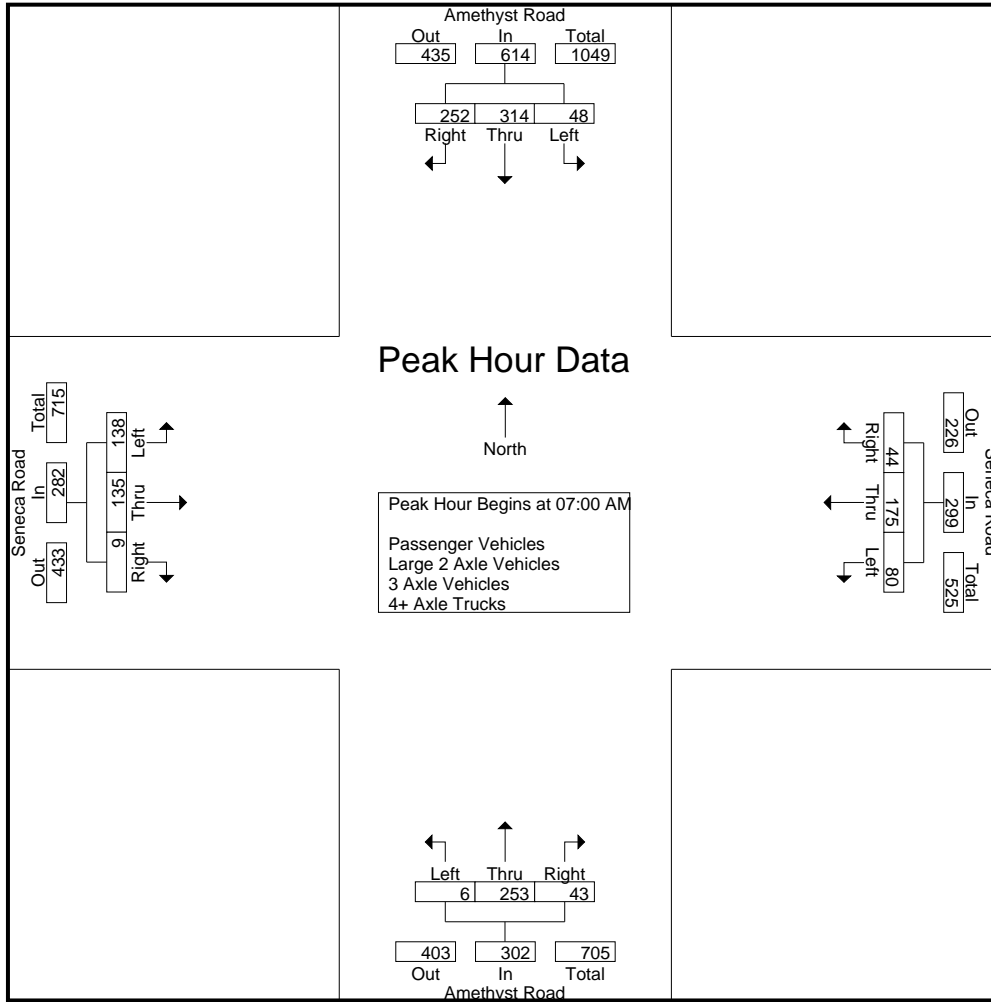 Amethyst Road
Out In Total
435 614 1049
252 314 48
Right Thru Left
Peak Hour Data
North
Peak Hour Begins at 07:00 AM
Passenger Vehicles
Large 2 Axle Vehicles
3 Axle Vehicles
4+ Axle Trucks
Seneca Road
Out In Total
433 282 715
9 135 138
Right Thru Left
Seneca Road
Out In Total
226 299 525
44 175 80
Right Thru Left
Left Thru Right
6 253 43
403 302 705
Out In Total
Amethyst Road